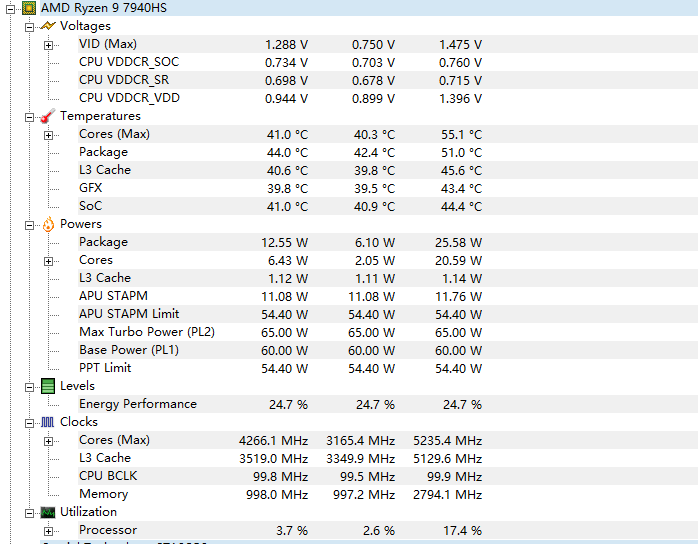 AMD Ryzen 9 7940HS
Voltages
VID (Max) 1.288 V 0.750 V 1.475 V
CPU VDDCR_SOC 0.734 V 0.703 V 0.760 V
CPU VDDCR_SR 0.698 V 0.678 V 0.715 V
CPU VDDCR_VDD 0.944 V 0.899 V 1.396 V
Temperatures
Cores (Max) 41.0 °C 40.3 °C 55.1 °C
Package 44.0 °C 42.4 °C 51.0 °C
L3 Cache 40.6 °C 39.8 °C 45.6 °C
GFX 39.8 °C 39.5 °C 43.4 °C
SoC 41.0 °C 40.9 °C 44.4 °C
Powers
Package 12.55 W 6.10 W 25.58 W
Cores 6.43 W 2.05 W 20.59 W
L3 Cache 1.12 W 1.11 W 1.14 W
APU STAPM 11.08 W 11.08 W 11.76 W
APU STAPM Limit 54.40 W 54.40 W 54.40 W
Max Turbo Power (PL2) 65.00 W 65.00 W 65.00 W
Base Power (PL1) 60.00 W 60.00 W 60.00 W
PPT Limit 54.40 W 54.40 W 54.40 W
Levels
Energy Performance 24.7 % 24.7 % 24.7 %
Clocks
Cores (Max) 4266.1 MHz 3165.4 MHz 5235.4 MHz
L3 Cache 3519.0 MHz 3349.9 MHz 5129.6 MHz
CPU BCLK 99.8 MHz 99.5 MHz 99.9 MHz
Memory 998.0 MHz 997.2 MHz 2794.1 MHz
Utilization
Processor 3.7 % 2.6 % 17.4 %